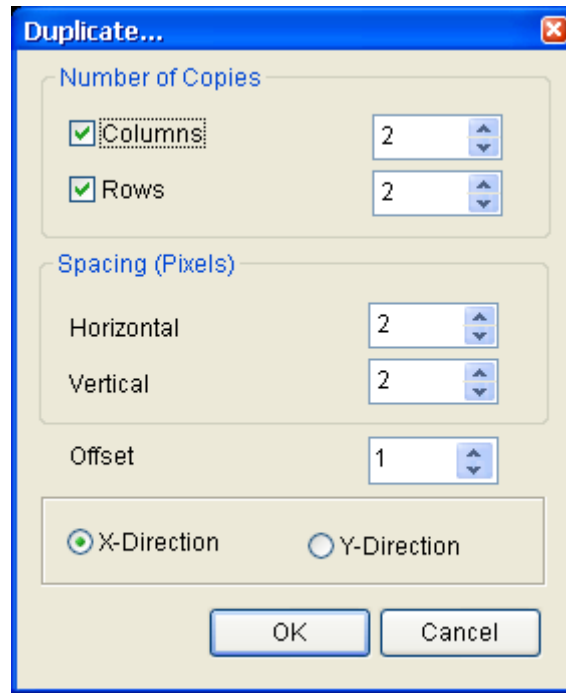 Duplicate...
Number of Copies
Columns 2
Rows 2
Spacing (Pixels)
Horizontal 2
Vertical 2
Offset 1
X-Direction Y-Direction
OK Cancel